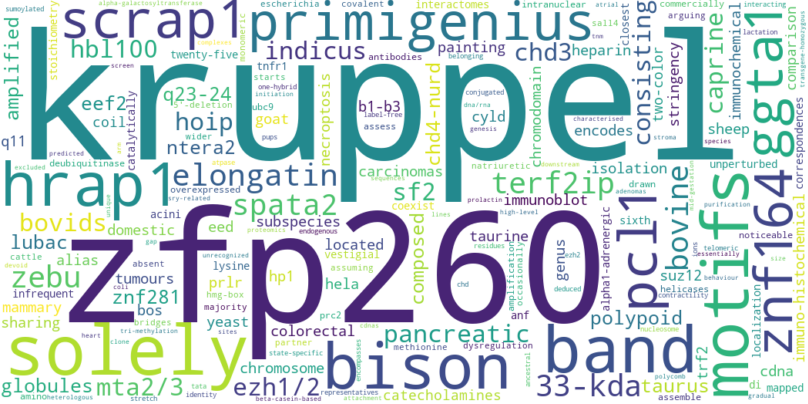 sumoylated alpha-galactosyltransferase escherichia covalent interactomes intranuclear atrial commercially interacting
stoichiometry complexes monomeric closest sall4 arguing lactation
scrap1 primigenius caprine
amplified hbl100 twenty-five tnfr1 indicus painting chd3 heparin consisting two-color stringency immunochemical comparison
screen antibodies belonging tnm
kruppel
eef2 q23-24 5'-deletion starts conjugated b1-b3 chd4-nurd chromodomain ggta1
coil ubc9 one-hybrid label-free cyld dna/rna encodes sheep
q11 catalytically hoip goat initiation assess characterised species
wider necroptosis genesis
predicted ntera2 pups stroma unperturbed
deubiquitinase carcinomas natriuretic isolation correspondences
excluded elongatin sequences downstream drawn
hrap1 overexpressed sf2 terf2ip
unique sry-related spata2 immunoblot adenomas motifs
bovids acini subspecies coexist prolactin high-level sixth bovine znf164
lubac domestic eed located endogenous lines taurine genus alpha1-adrenergic pcl1 noticeable
gap proteomics composed residues telomeric
zebu cattle alias absent lysine unrecognized vestigial essentially
zfp260
devoid tumours hp1 assuming amplification occasionally ezh2 suz12
infrequent znf281 prlr hmg-box hela chd deduced helicases behaviour size
mammary bos majority prc2 anf contractility
sharing tri-methylation yeast sites colorectal cdnas polypoid trf2 localization
bridges clone heart partner pancreatic nucleosome
solely chromosome methionine dysregulation bison band
state-specific tata
globules mta2/3 ezh1/2 encompasses 33-kda taurus cdna
amino heterologous identity representatives ancestral polycomb di mapped
stretch beta-casein-based attachment catecholamines assemble gradual
immuno-histochemical